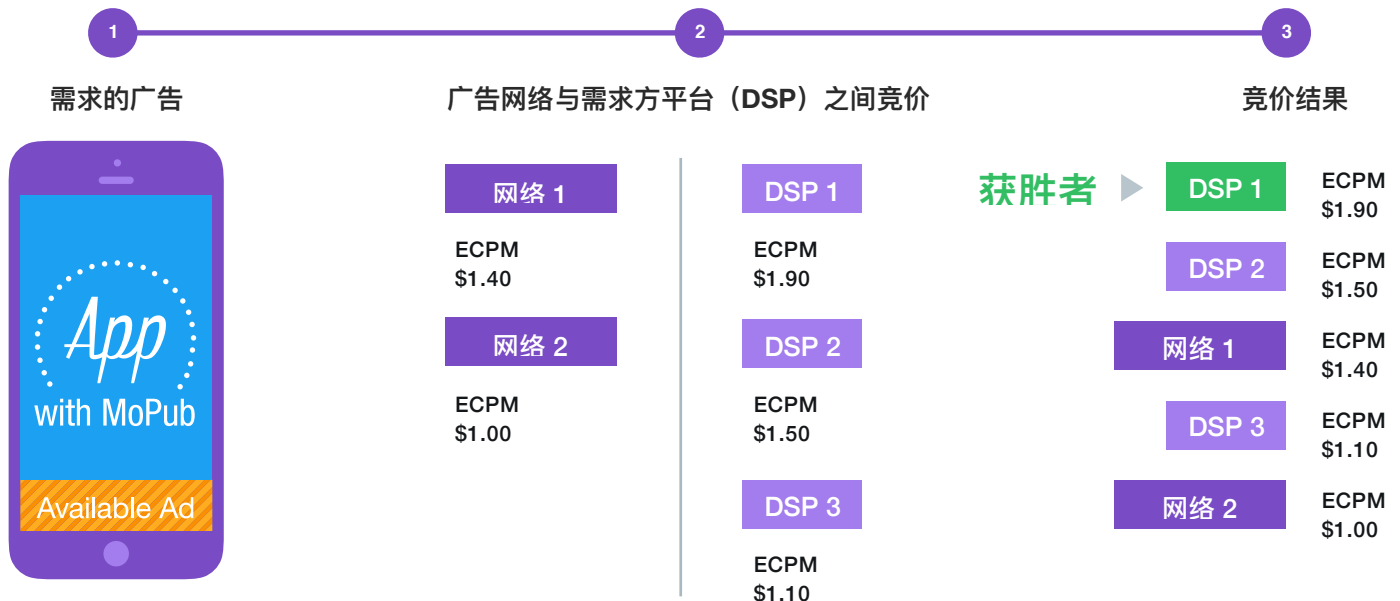 1
2
3
需求的广告
广告网络与需求方平台（DSP）之间竞价
竞价结果
App
with MoPub
Available Ad
网络 1
ECPM
$1.40
网络 2
ECPM
$1.00
DSP 1
ECPM
$1.90
DSP 2
ECPM
$1.50
DSP 3
ECPM
$1.10
获胜者
DSP 1
ECPM
$1.90
DSP 2
ECPM
$1.50
网络 1
ECPM
$1.40
DSP 3
ECPM
$1.10
网络 2
ECPM
$1.00